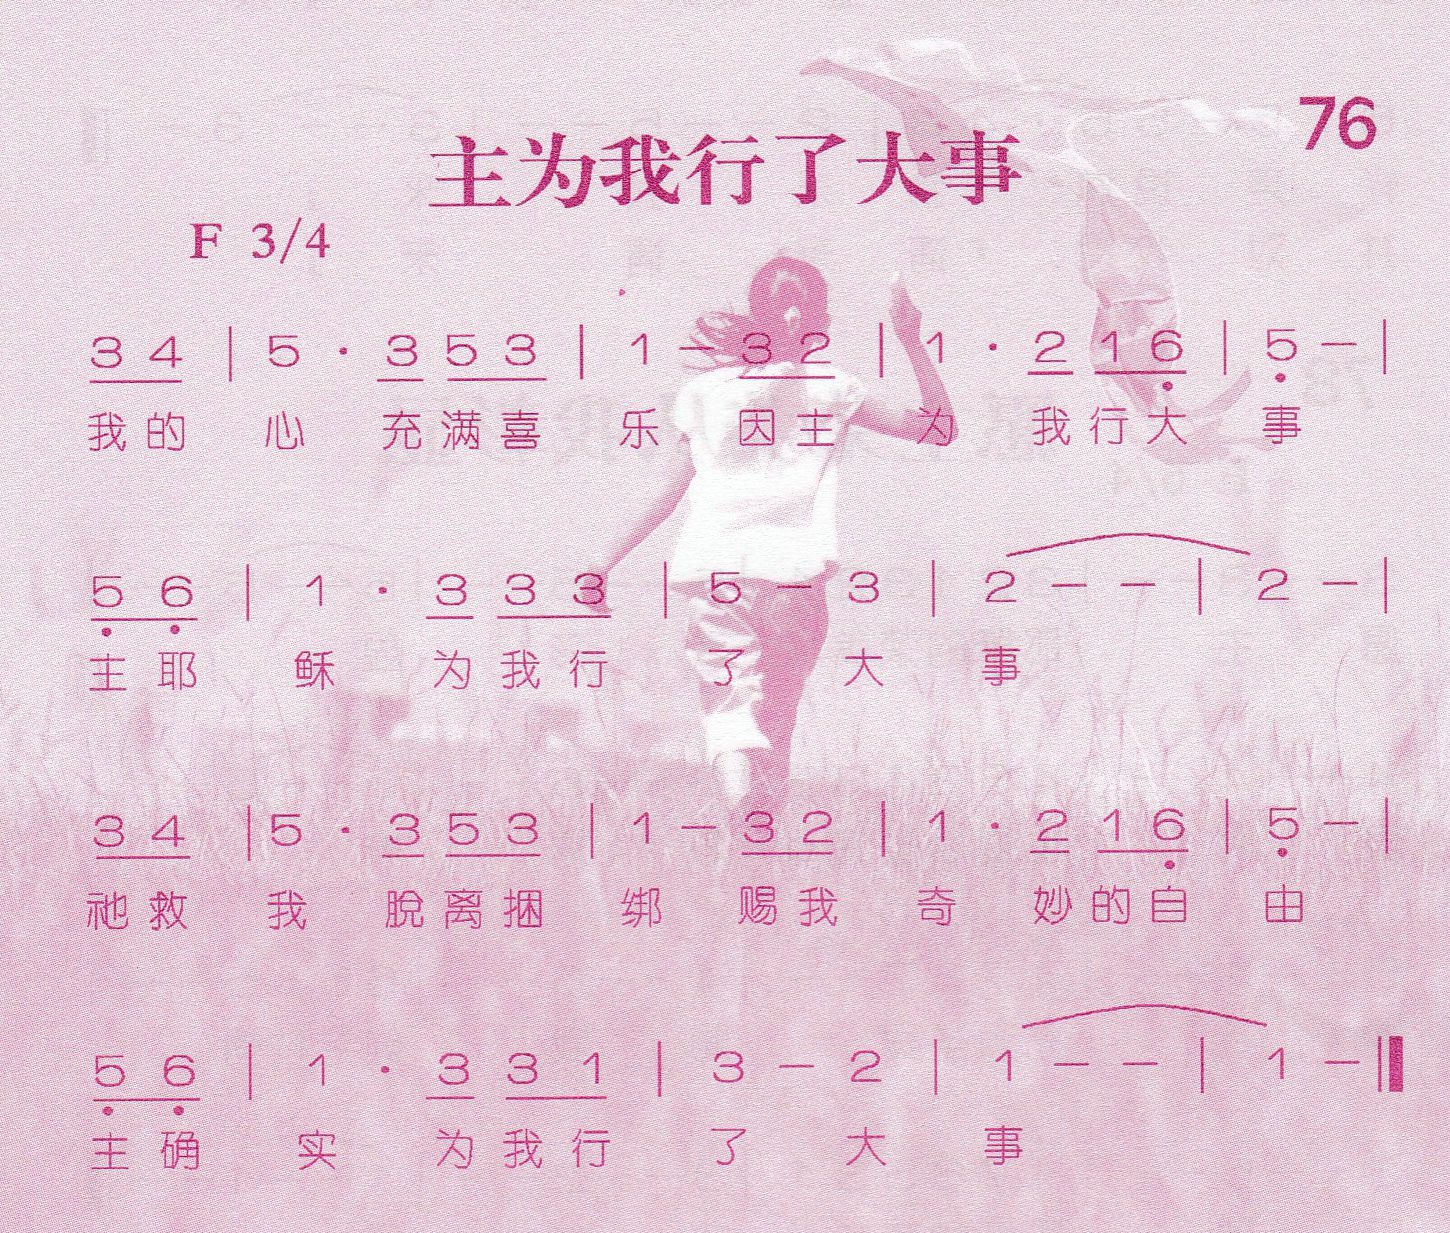 76
主为我行了大事
F 3/4
3 4 | 5 · 3 5 3 | 1 – 3 2 | 1 · 2 1 6 | 5 – |
我的 心 充满喜 乐 因主 为 我行大 事
5 6 | 1 · 3 3 3 | 5 – 3 | 2 – – | 2 – |
主耶 稣 为我行 了 大 事
3 4 | 5 · 3 5 3 | 1 – 3 2 | 1 · 2 1 6 | 5 – |
祂救 我 脫离捆 绑 赐我 奇 妙的自 由
5 6 | 1 · 3 3 1 | 3 – 2 | 1 – – | 1 – ‖
主确 实 为我行 了 大 事